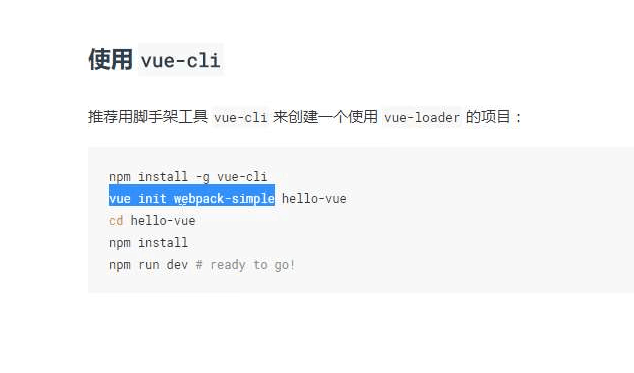 使用 vue-cli
推荐用脚手架工具 vue-cli 来创建一个使用 vue-loader 的项目：
npm install -g vue-cli
vue init webpack-simple hello-vue
cd hello-vue
npm install
npm run dev # ready to go!